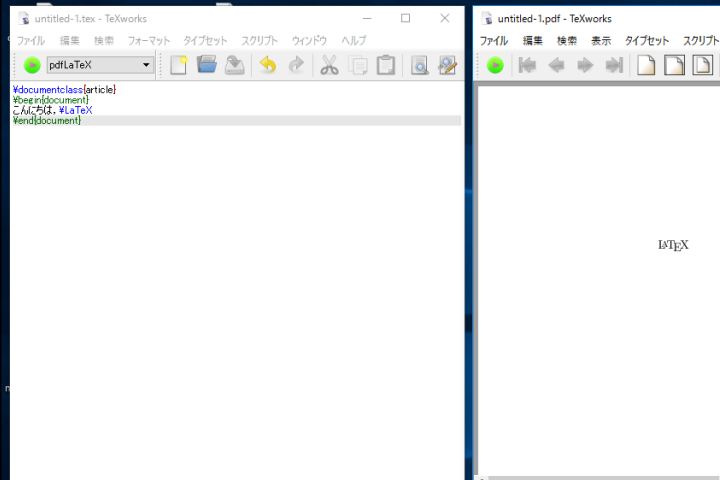 untitled-1.tex - TeXworks
ファイル 編集 検索 フォーマット タイプセット スクリプト ウィンドウ ヘルプ
pdfLaTeX
¥documentclass{article}
¥begin{document}
こんにちは，¥LaTeX
¥end{document}
untitled-1.pdf - TeXworks
ファイル 編集 検索 表示 タイプセット スクリプト
LATEX